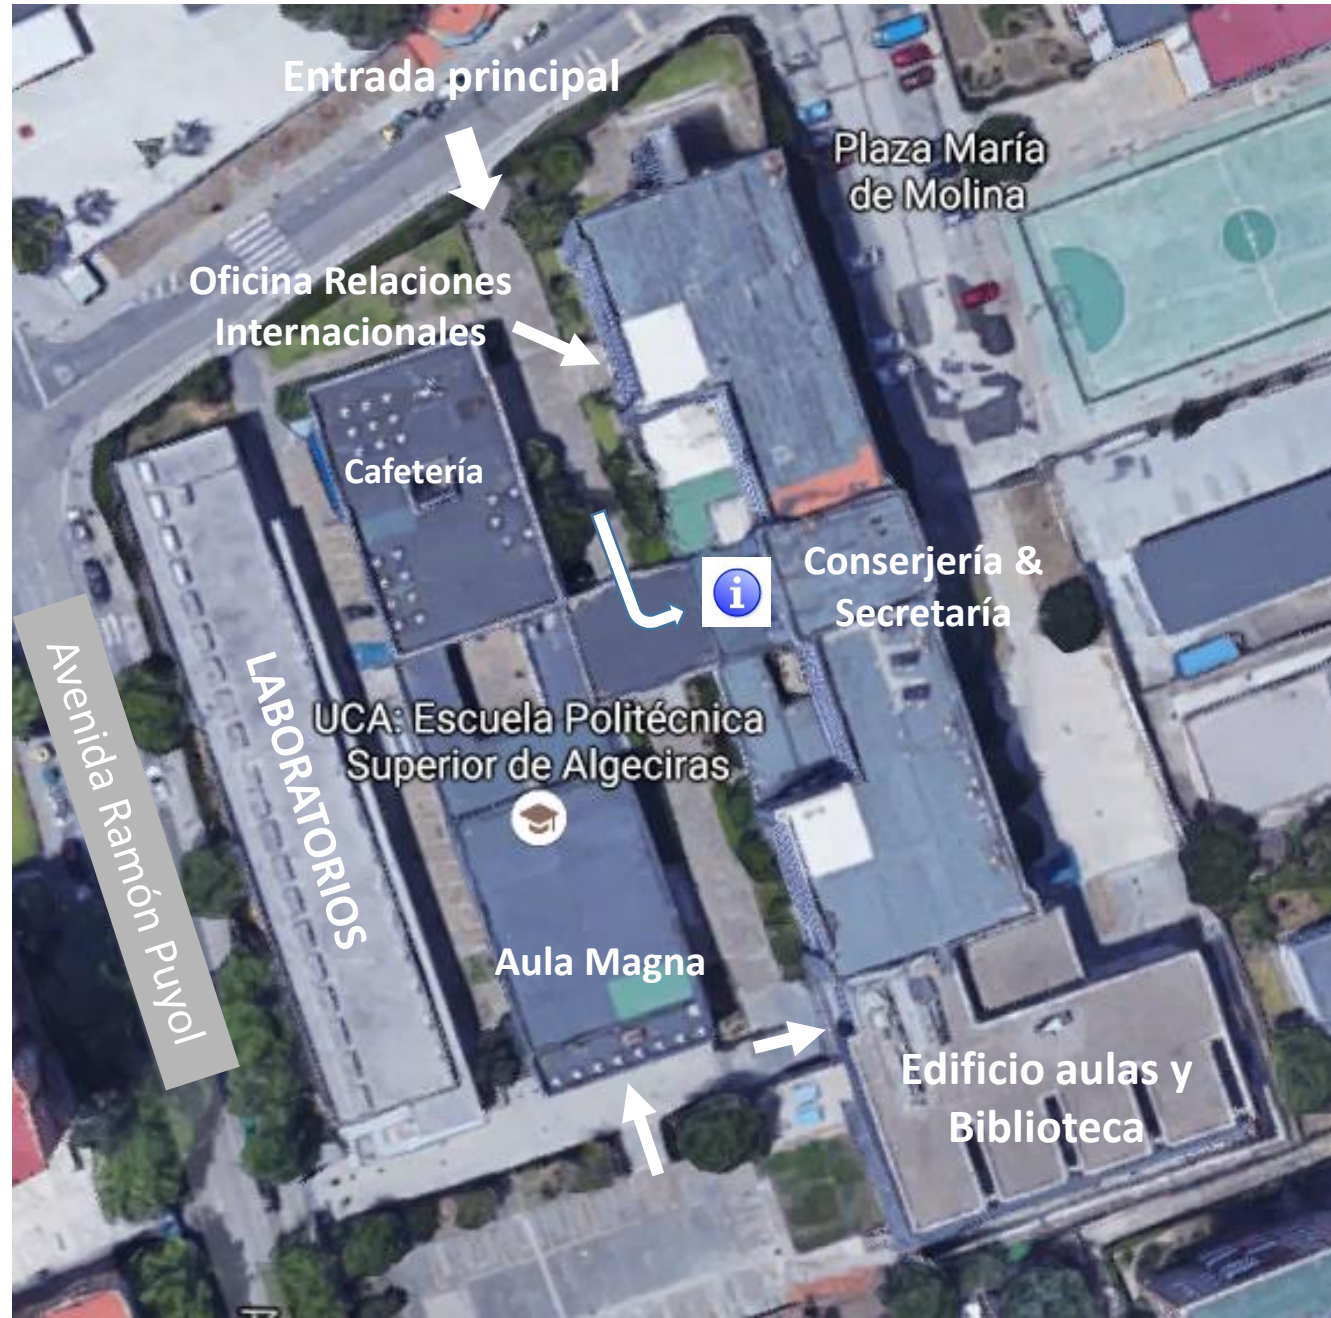 Entrada principal
Plaza María
de Molina
Oficina Relaciones
Internacionales
Cafetería
i
Conserjería &
Secretaría
Avenida Ramón Puyol
LABORATORIOS
UCA: Escuela Politécnica
Superior de Algeciras
Aula Magna
Edificio aulas y
Biblioteca